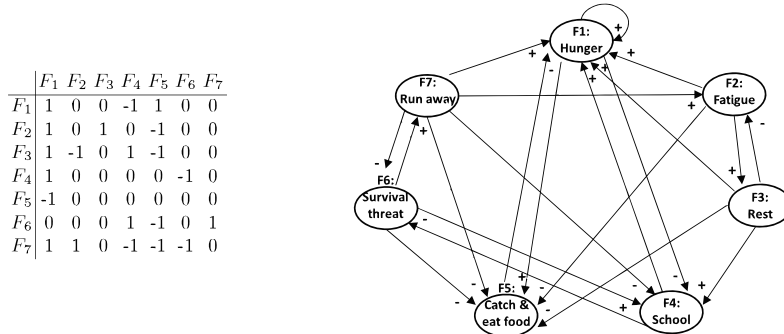 F1 F2 F3 F4 F5 F6 F7
F1 1 0 0 -1 1 0 0
F2 1 0 1 0 -1 0 0
F3 1 -1 0 1 -1 0 0
F4 1 0 0 0 0 -1 0
F5 -1 0 0 0 0 0 0
F6 0 0 0 1 -1 0 1
F7 1 1 0 -1 -1 -1 0
F1:
Hunger
+
+
-
+
+
+
F7:
Run away
F2:
Fatigue
+
+
-
-
F6:
Survival
threat
+
-
F3:
Rest
F5:
Catch &
eat food
-
-
+
-
-
+
-
-
+
F4:
School